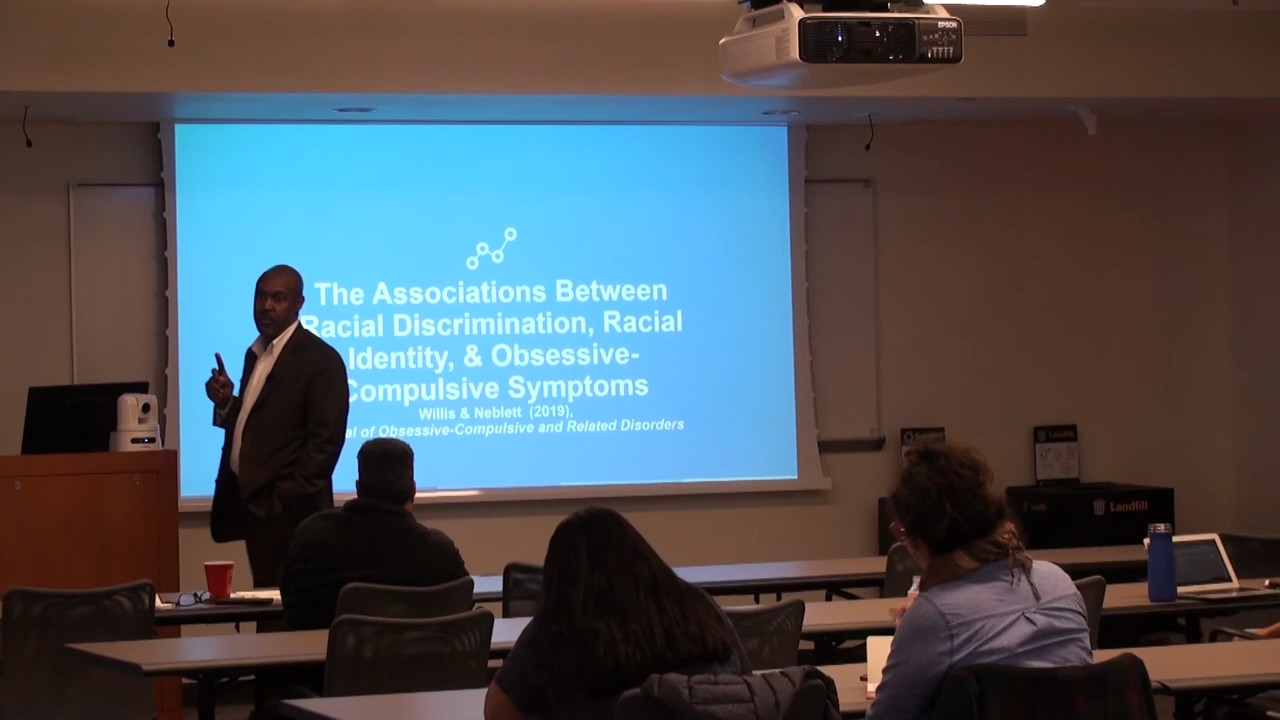 EPSON
The Associations Between
Racial Discrimination, Racial
Identity, & Obsessive-
Compulsive Symptoms
Willis & Neblett (2019),
of Obsessive-Compulsive and Related Disorders
Landfill
Landfill